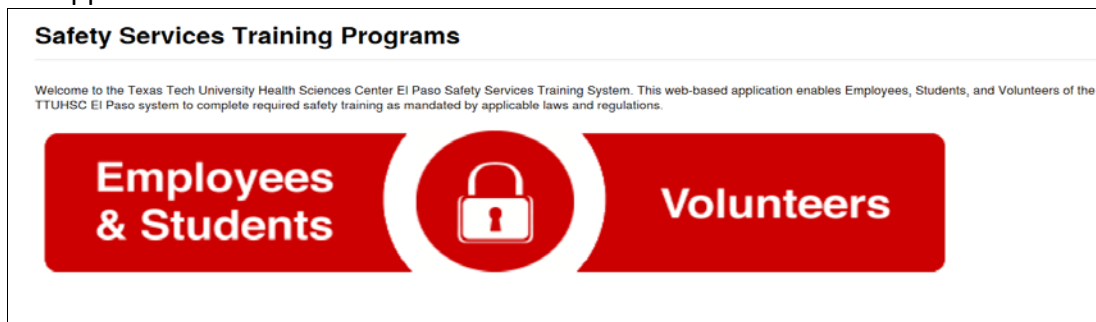 Safety Services Training Programs
Welcome to the Texas Tech University Health Sciences Center El Paso Safety Services Training System. This web-based application enables Employees, Students, and Volunteers of the
TTUHSC El Paso system to complete required safety training as mandated by applicable laws and regulations.
Employees
& Students
Volunteers